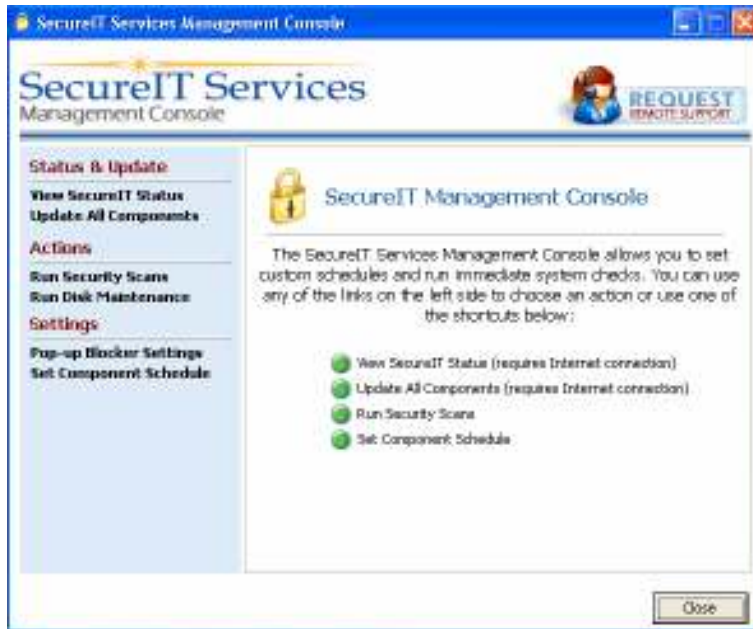 SecureIT Services Management Console
SecureIT Services
Management Console
REQUEST
REMOTE SUPPORT
Status & Update
View SecureIT Status
Update All Components
Actions
Run Security Scans
Run Disk Maintenance
Settings
Pop-up Blocker Settings
Set Component Schedule
SecureIT Management Console
The SecureIT Services Management Console allows you to set
custom schedules and run immediate system checks. You can use
any of the links on the left side to choose an action or use one of
the shortcuts below:
View SecureIT Status (requires Internet connection)
Update All Components (requires Internet connection)
Run Security Scans
Set Component Schedule
Close